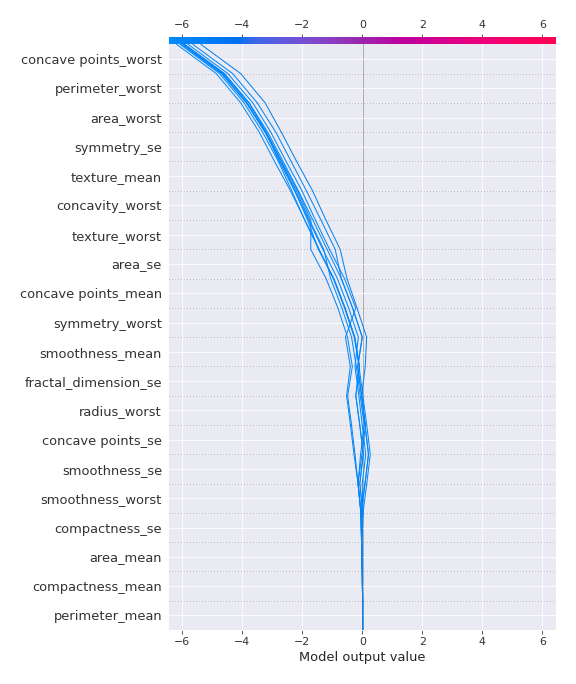 −6 −4 −2 0 2 4 6
concave points_worst
perimeter_worst
area_worst
symmetry_se
texture_mean
concavity_worst
texture_worst
area_se
concave points_mean
symmetry_worst
smoothness_mean
fractal_dimension_se
radius_worst
concave points_se
smoothness_se
smoothness_worst
compactness_se
area_mean
compactness_mean
perimeter_mean
−6 −4 −2 0 2 4 6
Model output value